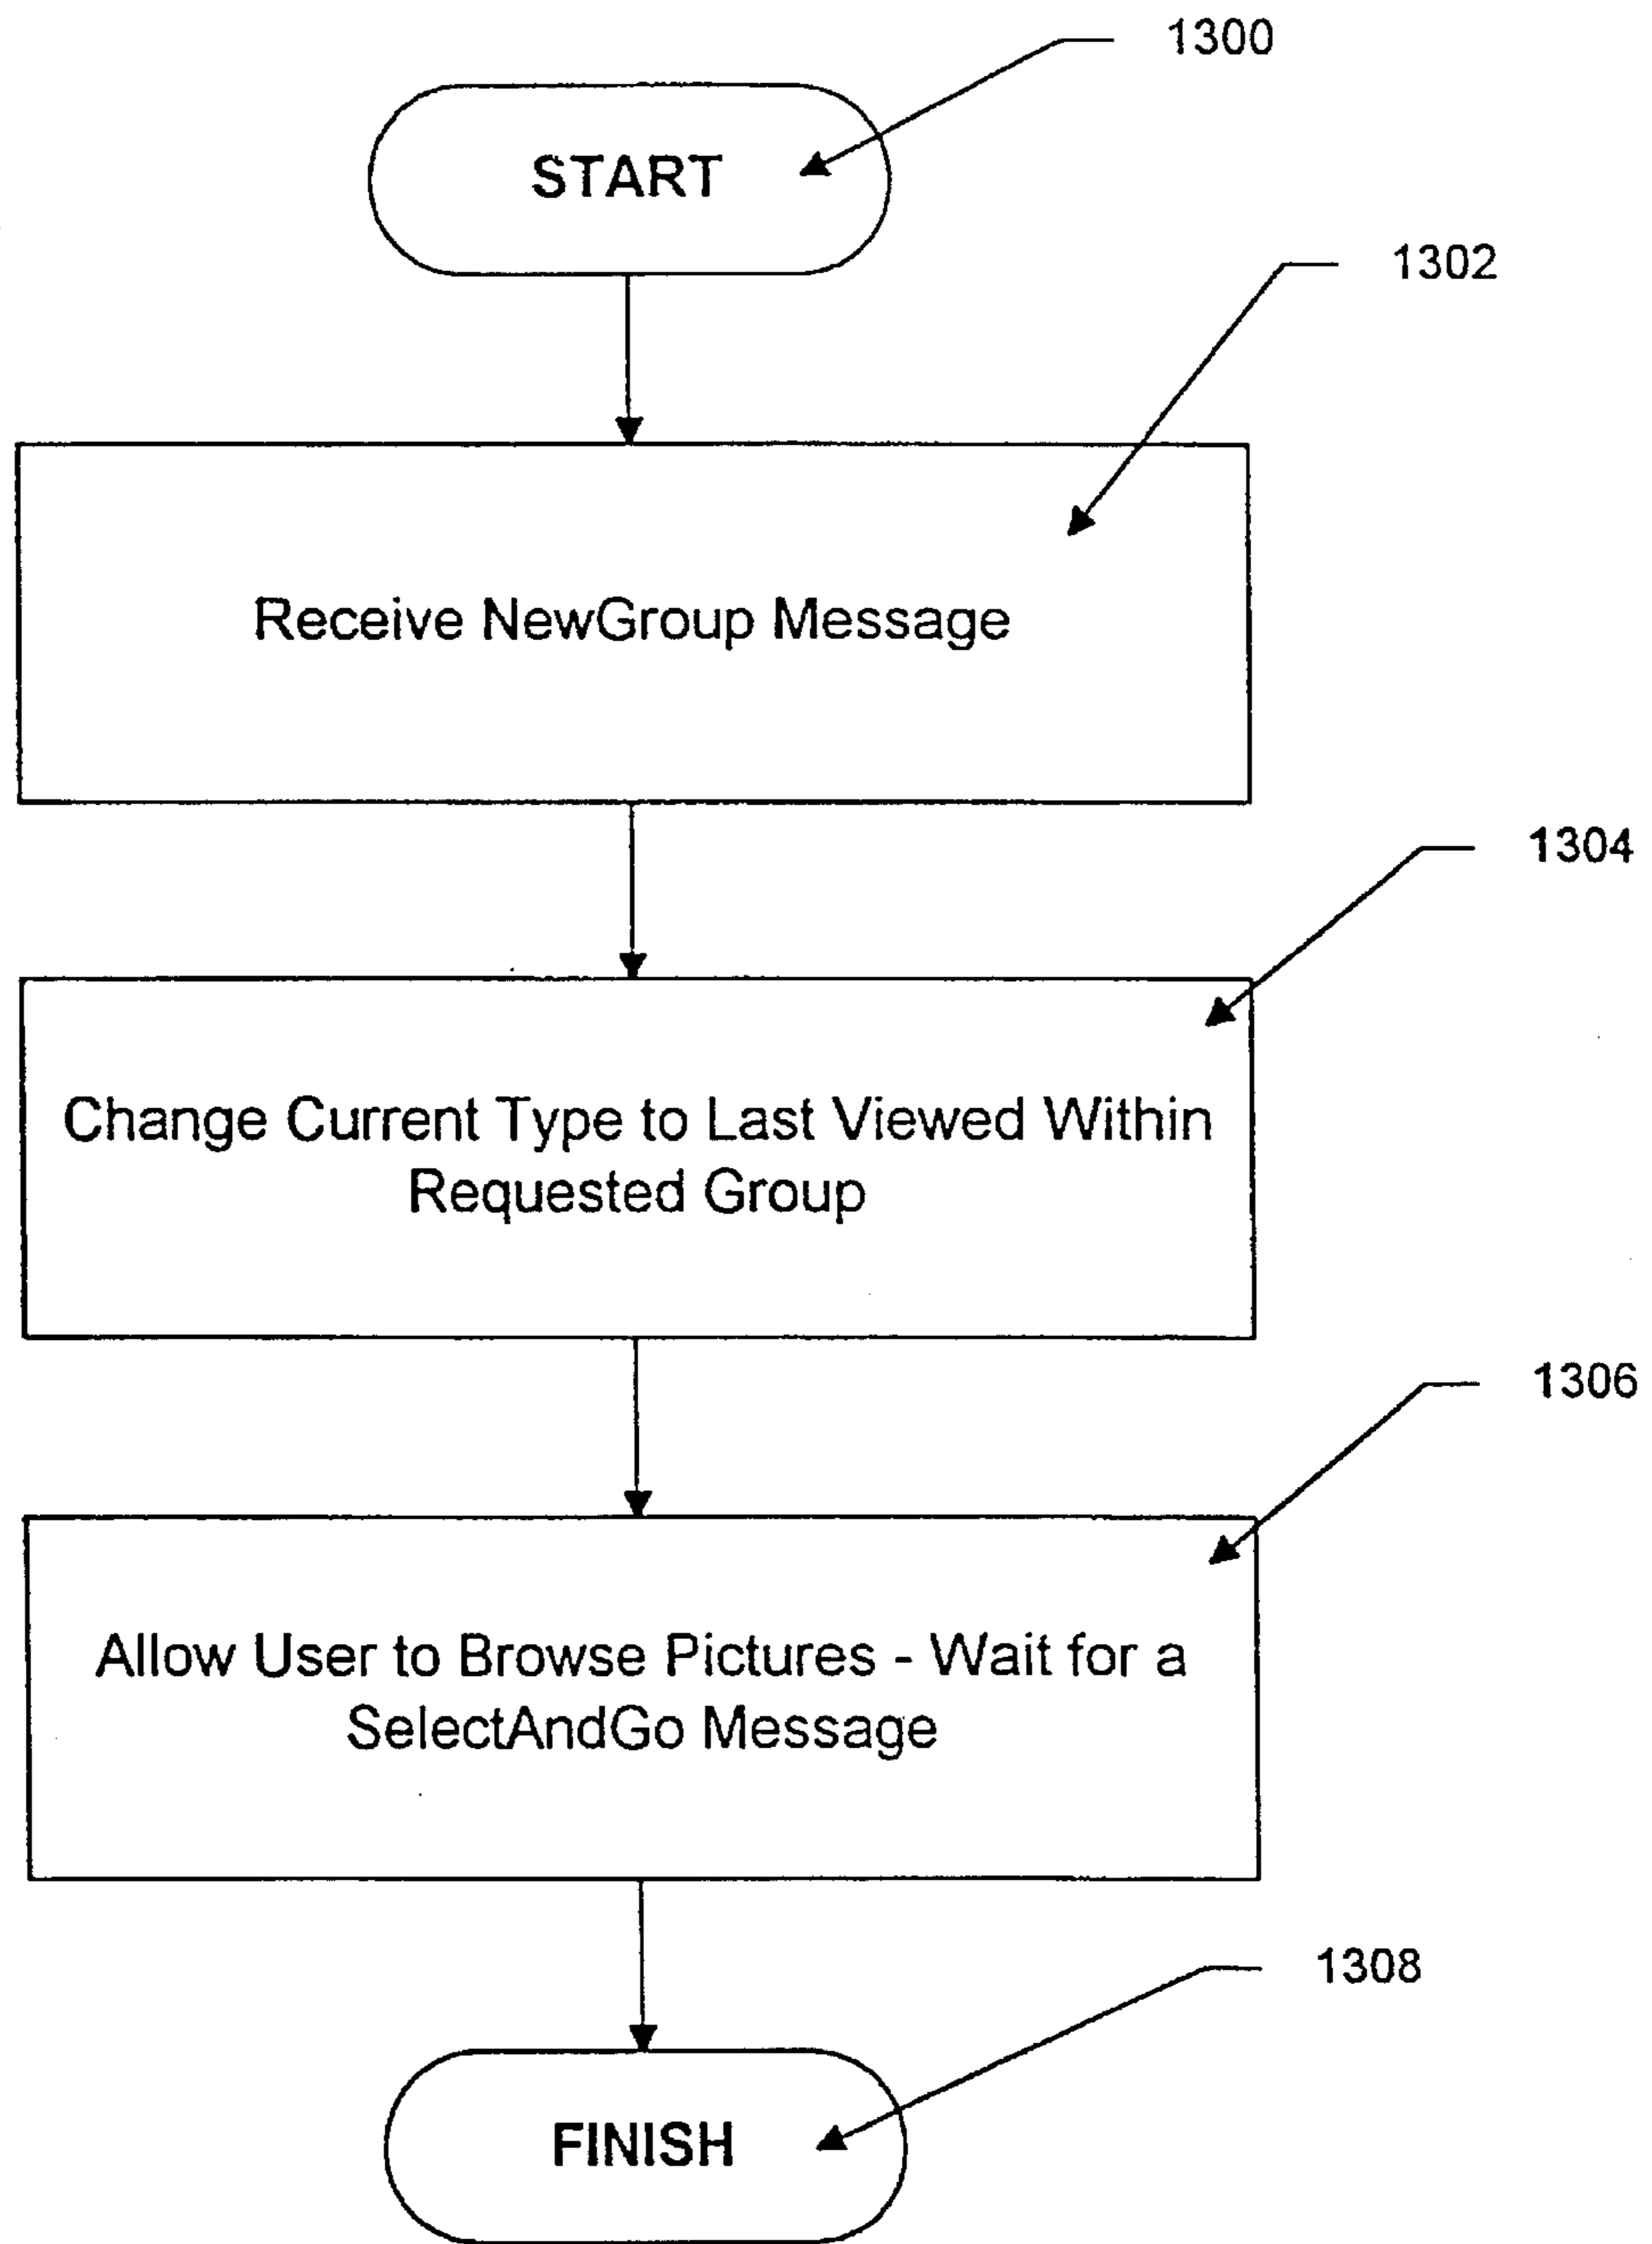 1300
START
1302
Receive NewGroup Message
1304
Change Current Type to Last Viewed Within
Requested Group
1306
Allow User to Browse Pictures - Wait for a
SelectAndGo Message
1308
FINISH